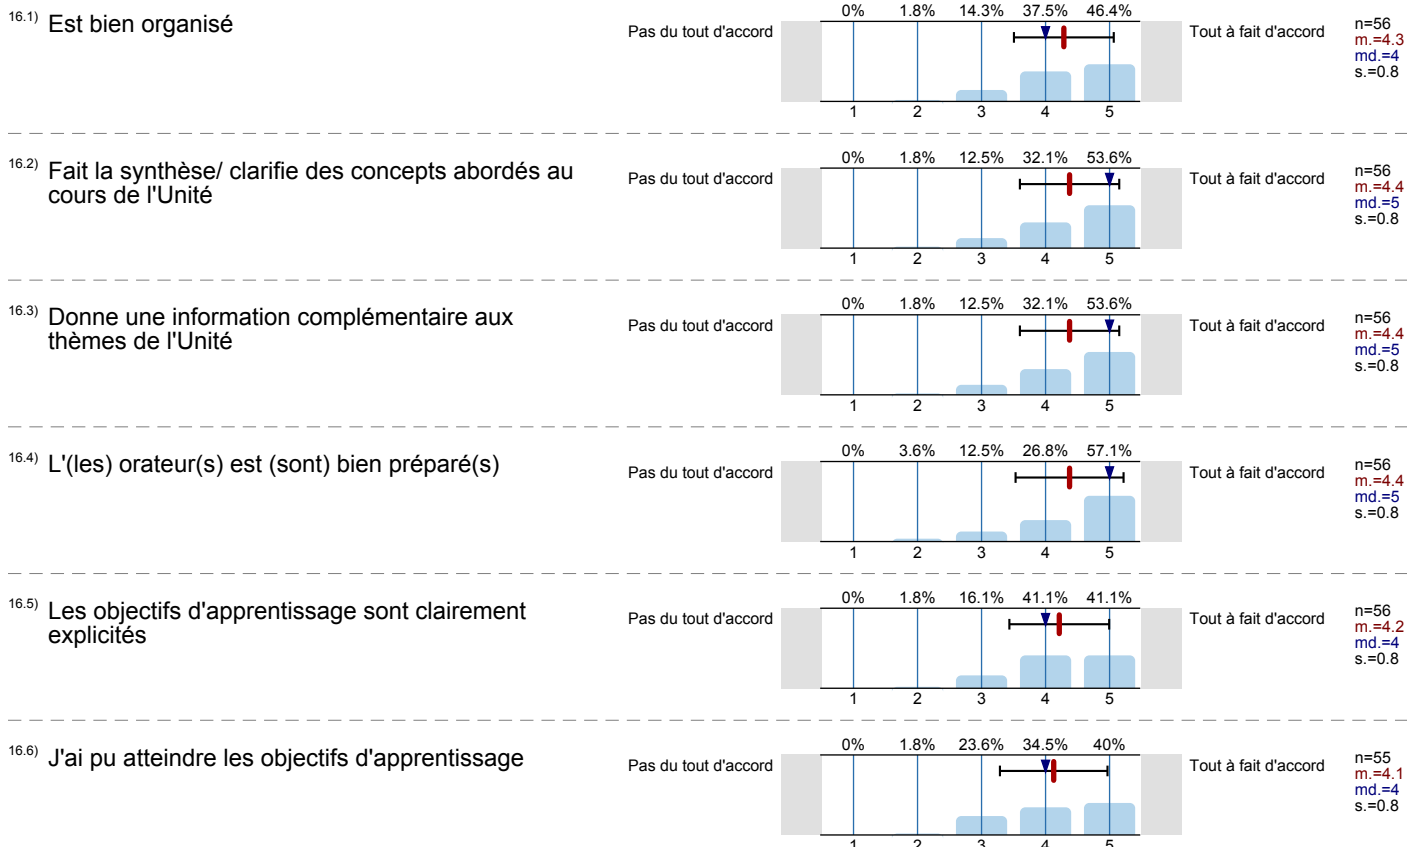 16.1) Est bien organisé
Pas du tout d'accord
0% 1.8% 14.3% 37.5% 46.4%
1 2 3 4 5
Tout à fait d'accord
n=56
m.=4.3
md.=4
s.=0.8
16.2) Fait la synthèse/ clarifie des concepts abordés au
cours de l'Unité
Pas du tout d'accord
0% 1.8% 12.5% 32.1% 53.6%
1 2 3 4 5
Tout à fait d'accord
n=56
m.=4.4
md.=5
s.=0.8
16.3) Donne une information complémentaire aux
thèmes de l'Unité
Pas du tout d'accord
0% 1.8% 12.5% 32.1% 53.6%
1 2 3 4 5
Tout à fait d'accord
n=56
m.=4.4
md.=5
s.=0.8
16.4) L'(les) orateur(s) est (sont) bien préparé(s)
Pas du tout d'accord
0% 3.6% 12.5% 26.8% 57.1%
1 2 3 4 5
Tout à fait d'accord
n=56
m.=4.4
md.=5
s.=0.8
16.5) Les objectifs d'apprentissage sont clairement
explicités
Pas du tout d'accord
0% 1.8% 16.1% 41.1% 41.1%
1 2 3 4 5
Tout à fait d'accord
n=56
m.=4.2
md.=4
s.=0.8
16.6) J'ai pu atteindre les objectifs d'apprentissage
Pas du tout d'accord
0% 1.8% 23.6% 34.5% 40%
1 2 3 4 5
Tout à fait d'accord
n=55
m.=4.1
md.=4
s.=0.8